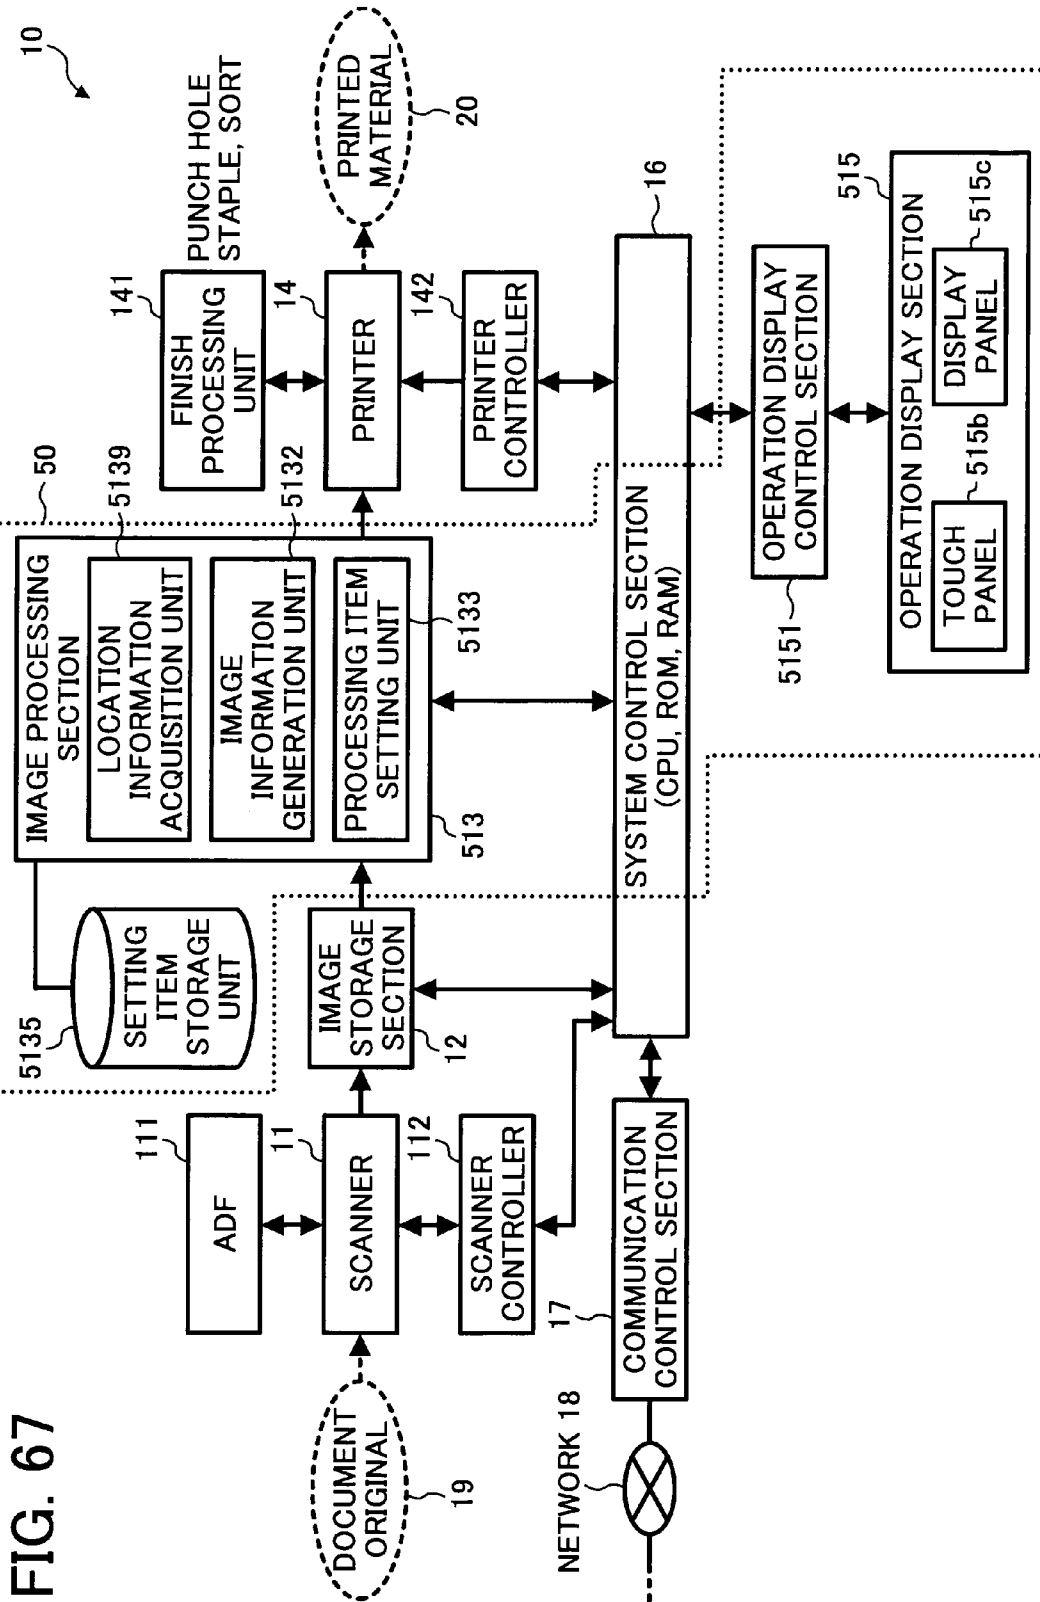 FIG. 67
10
DOCUMENT
ORIGINAL
19
ADF
111
SCANNER
11
SCANNER
CONTROLLER
112
NETWORK 18
COMMUNICATION
CONTROL SECTION
17
SETTING
ITEM
STORAGE
UNIT
5135
IMAGE
STORAGE
SECTION
12
IMAGE PROCESSING
SECTION
50
LOCATION
INFORMATION
ACQUISITION UNIT
5139
IMAGE
INFORMATION
GENERATION UNIT
5132
PROCESSING ITEM
SETTING UNIT
5133
513
FINISH
PROCESSING
UNIT
141
PUNCH HOLE
STAPLE, SORT
PRINTER
14
PRINTER
CONTROLLER
142
PRINTED
MATERIAL
20
SYSTEM CONTROL SECTION
(CPU, ROM, RAM)
16
OPERATION DISPLAY
CONTROL SECTION
5151
OPERATION DISPLAY SECTION
515
TOUCH
PANEL
515b
DISPLAY
PANEL
515c